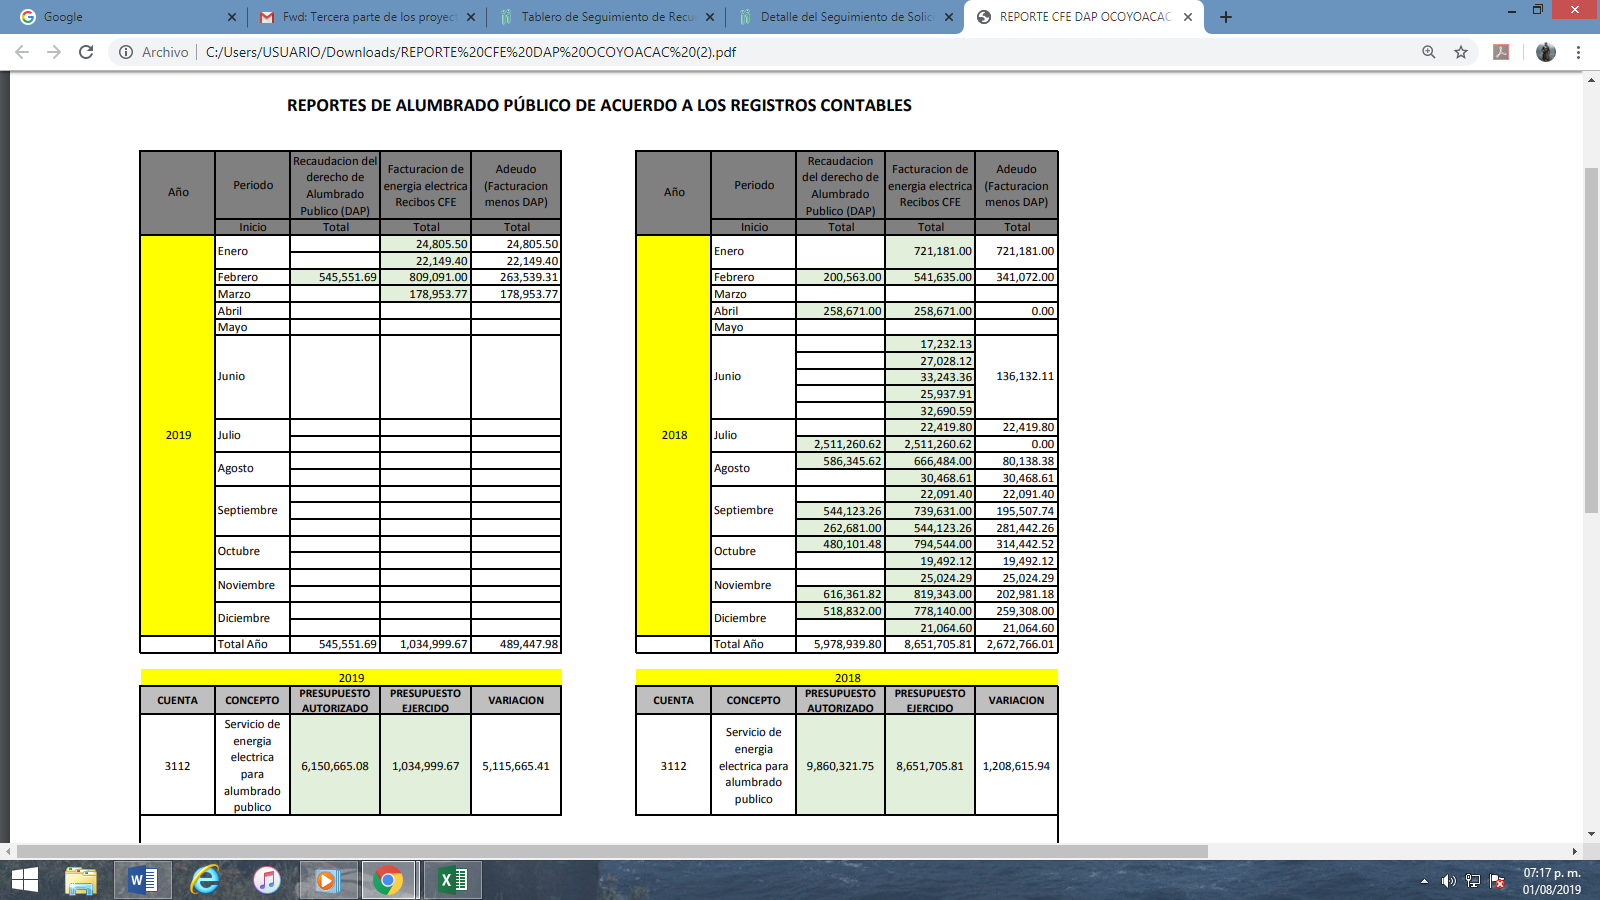 Google
Fwd: Tercera parte de los proyec
Tablero de Seguimiento de Recu
Detalle del Seguimiento de Solic
REPORTE CFE DAP OCOYOACAC
Archivo | C:/Users/USUARIO/Downloads/REPORTE%20CFE%20DAP%20OCOYOACAC%20(2).pdf
REPORTES DE ALUMBRADO PÚBLICO DE ACUERDO A LOS REGISTROS CONTABLES
Año
Periodo
Recaudacion del
derecho de
Alumbrado
Publico (DAP)
Facturacion de
energia electrica
Recibos CFE
Adeudo
(Facturacion
menos DAP)
Inicio Total Total Total
2019
Enero 24,805.50 24,805.50
22,149.40 22,149.40
Febrero 545,551.69 809,091.00 263,539.31
Marzo 178,953.77 178,953.77
Abril
Mayo
Junio
Julio
Agosto
Septiembre
Octubre
Noviembre
Diciembre
Total Año 545,551.69 1,034,999.67 489,447.98
2019
CUENTA CONCEPTO
PRESUPUESTO
AUTORIZADO
PRESUPUESTO
EJERCIDO
VARIACION
3112
Servicio de
energia
electrica
para
alumbrado
publico
6,150,665.08 1,034,999.67 5,115,665.41
Año
Periodo
Recaudacion
del derecho de
Alumbrado
Publico (DAP)
Facturacion de
energia electrica
Recibos CFE
Adeudo
(Facturacion
menos DAP)
Inicio Total Total Total
2018
Enero 721,181.00 721,181.00
Febrero 200,563.00 541,635.00 341,072.00
Marzo
Abril 258,671.00 258,671.00 0.00
Mayo
Junio
17,232.13
27,028.12
33,243.36 136,132.11
25,937.91
32,690.59
Julio 22,419.80 22,419.80
2,511,260.62 2,511,260.62 0.00
Agosto 586,345.62 666,484.00 80,138.38
30,468.61 30,468.61
Septiembre 22,091.40 22,091.40
544,123.26 739,631.00 195,507.74
262,681.00 544,123.26 281,442.26
Octubre 480,101.48 794,544.00 314,442.52
19,492.12 19,492.12
Noviembre 25,024.29 25,024.29
616,361.82 819,343.00 202,981.18
Diciembre 518,832.00 778,140.00 259,308.00
21,064.60 21,064.60
Total Año 5,978,939.80 8,651,705.81 2,672,766.01
2018
CUENTA CONCEPTO
PRESUPUESTO
AUTORIZADO
PRESUPUESTO
EJERCIDO
VARIACION
3112
Servicio de
energia
electrica para
alumbrado
publico
9,860,321.75 8,651,705.81 1,208,615.94
07:17 p. m.
01/08/2019